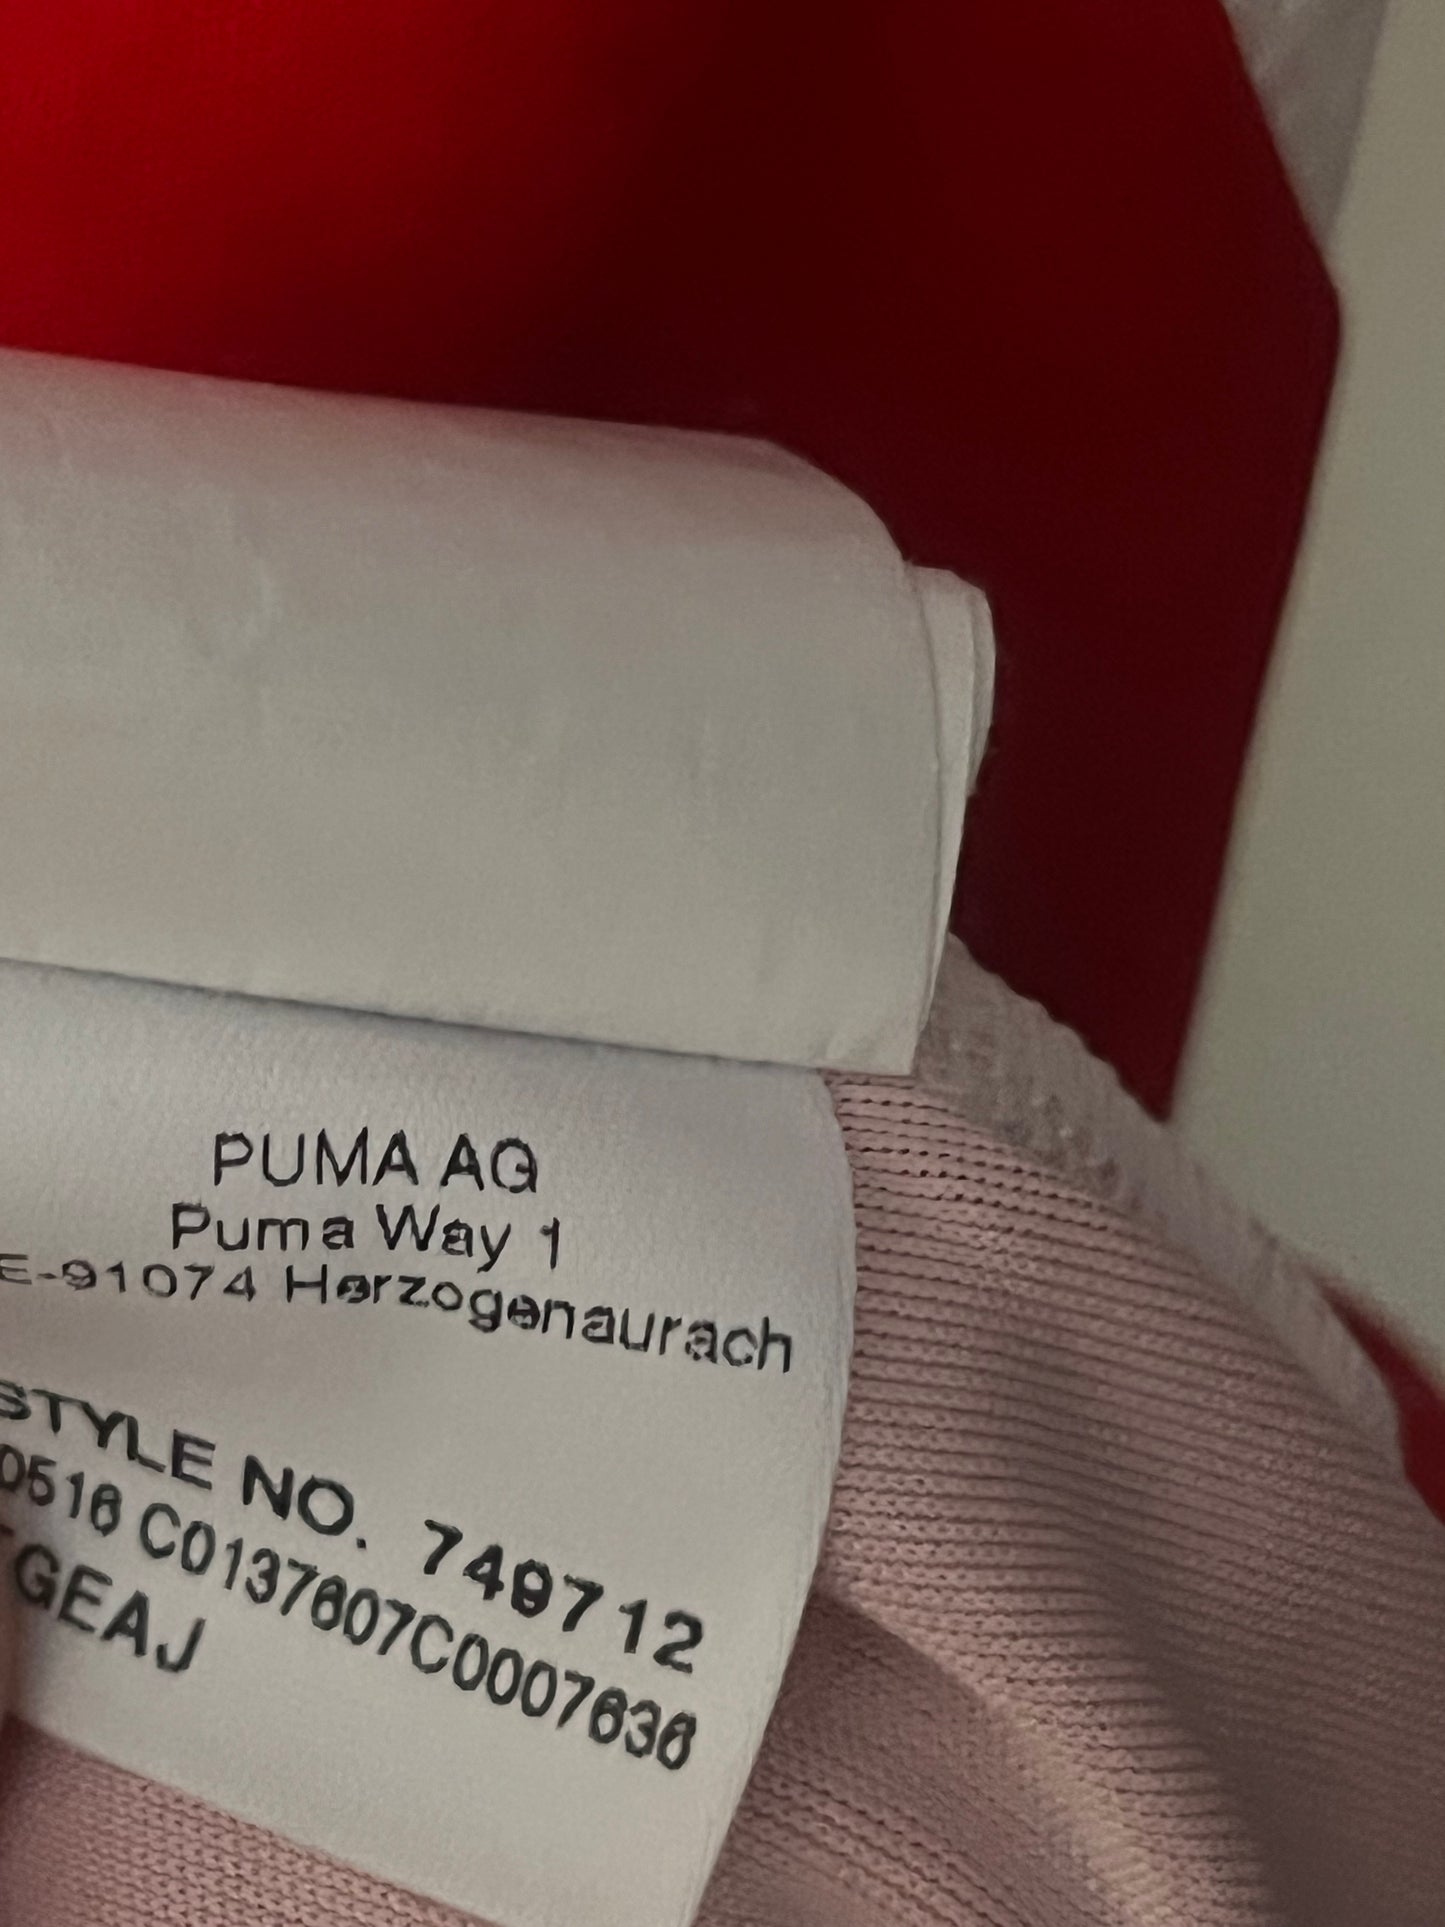 PUMA AG
Puma Way 1
E-91074 Herzogenaurach
STYLE NO. 749712
0516 C0137607C0007636
GEAJ